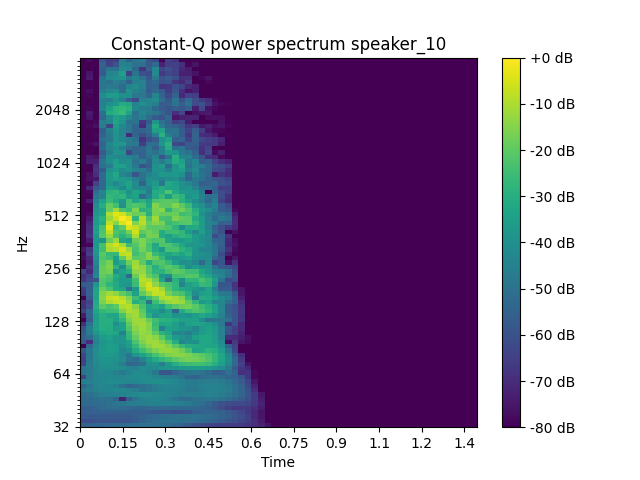 Constant-Q power spectrum speaker_10
+0 dB
-10 dB
-20 dB
-30 dB
-40 dB
-50 dB
-60 dB
-70 dB
-80 dB
2048
1024
512
256
128
64
32
Hz
0 0.15 0.3 0.45 0.6 0.75 0.9 1.1 1.2 1.4
Time